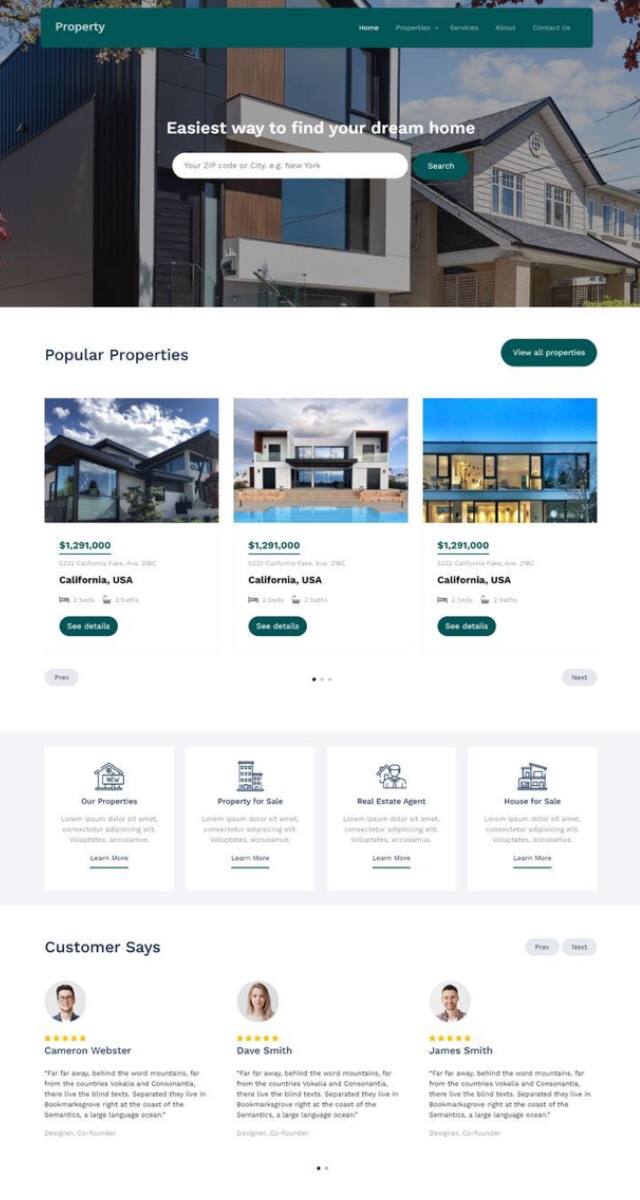 Property
Home Properties Services About Contact Us
Easiest way to find your dream home
Your ZIP code or City. e.g. New York
Search
Popular Properties
View all properties
$1,291,000
5232 California Fake, Ave. 21BC
California, USA
2 beds 2 baths
See details
$1,291,000
5232 California Fake, Ave. 21BC
California, USA
2 beds 2 baths
See details
$1,291,000
5232 California Fake, Ave. 21BC
California, USA
2 beds 2 baths
See details
Prev
Next
NEW
Our Properties
Lorem ipsum dolor sit amet,
consectetur adipisicing elit.
Voluptates, accusamus.
Learn More
Property for Sale
Lorem ipsum dolor sit amet,
consectetur adipisicing elit.
Voluptates, accusamus.
Learn More
Real Estate Agent
Lorem ipsum dolor sit amet,
consectetur adipisicing elit.
Voluptates, accusamus.
Learn More
House for Sale
Lorem ipsum dolor sit amet,
consectetur adipisicing elit.
Voluptates, accusamus.
Learn More
Customer Says
Prev
Next
Cameron Webster
“Far far away, behind the word mountains, far
from the countries Vokalia and Consonantia,
there live the blind texts. Separated they live in
Bookmarksgrove right at the coast of the
Semantics, a large language ocean.”
Designer, Co-founder
Dave Smith
“Far far away, behind the word mountains, far
from the countries Vokalia and Consonantia,
there live the blind texts. Separated they live in
Bookmarksgrove right at the coast of the
Semantics, a large language ocean.”
Designer, Co-founder
James Smith
“Far far away, behind the word mountains, far
from the countries Vokalia and Consonantia,
there live the blind texts. Separated they live in
Bookmarksgrove right at the coast of the
Semantics, a large language ocean.”
Designer, Co-founder